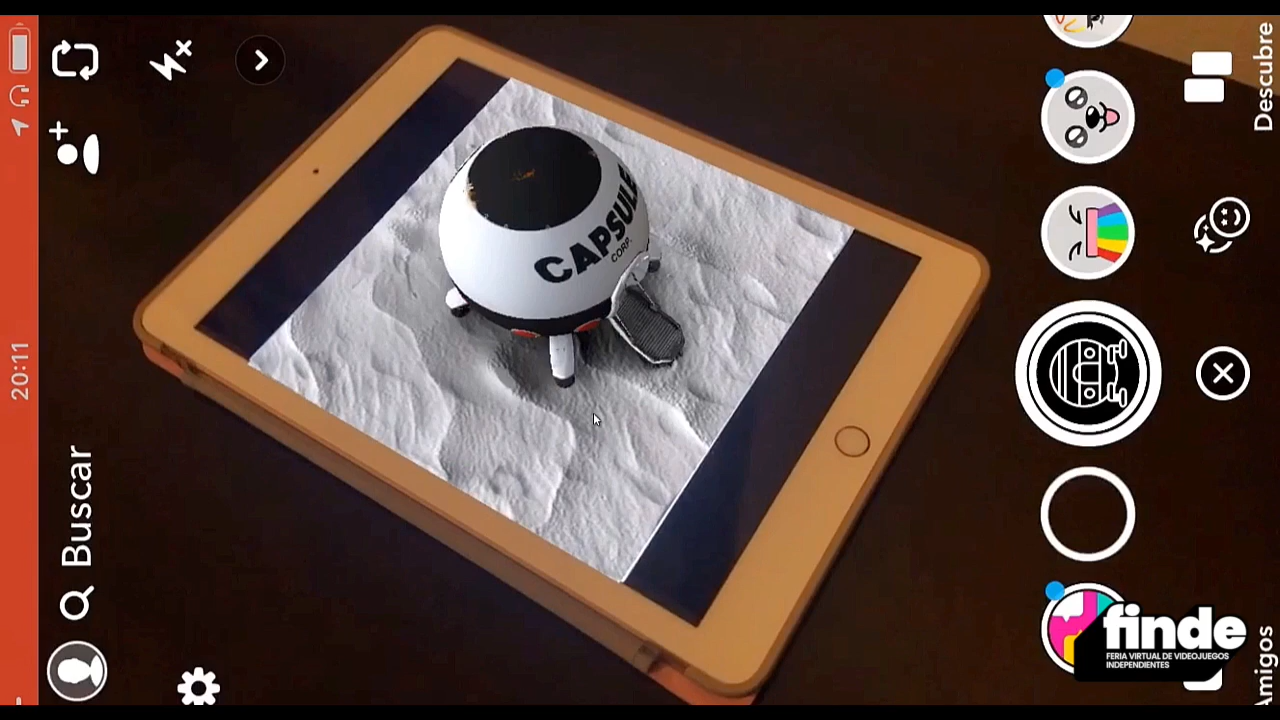 20:11
Buscar
CAPSULE
CORP.
Descubre
Amigos
finde
FERIA VIRTUAL DE VIDEOJUEGOS
INDEPENDIENTES